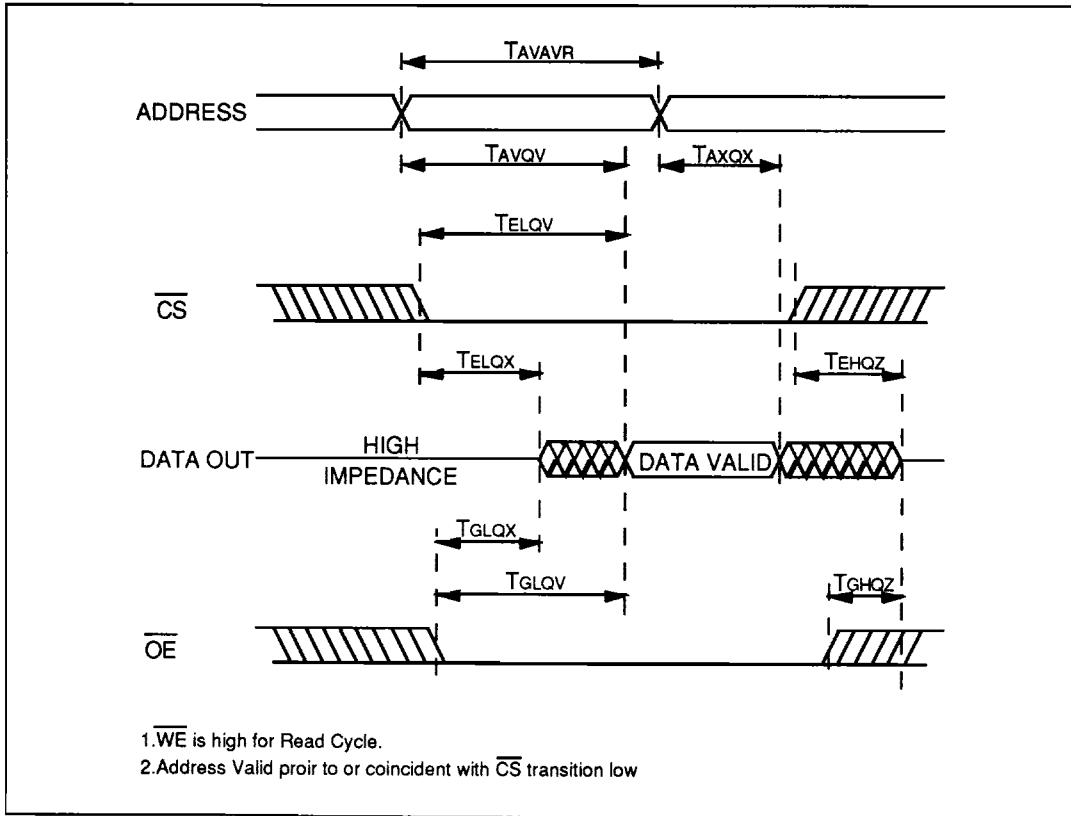 TAVAVR
ADDRESS
TAVQV
TAXQX
TELQV
CS
TELQX
TEHQZ
DATA OUT
HIGH
IMPEDANCE
DATA VALID
TGLQX
TGLQV
TGHQZ
OE
1.WE is high for Read Cycle.
2.Address Valid proir to or coincident with CS transition low